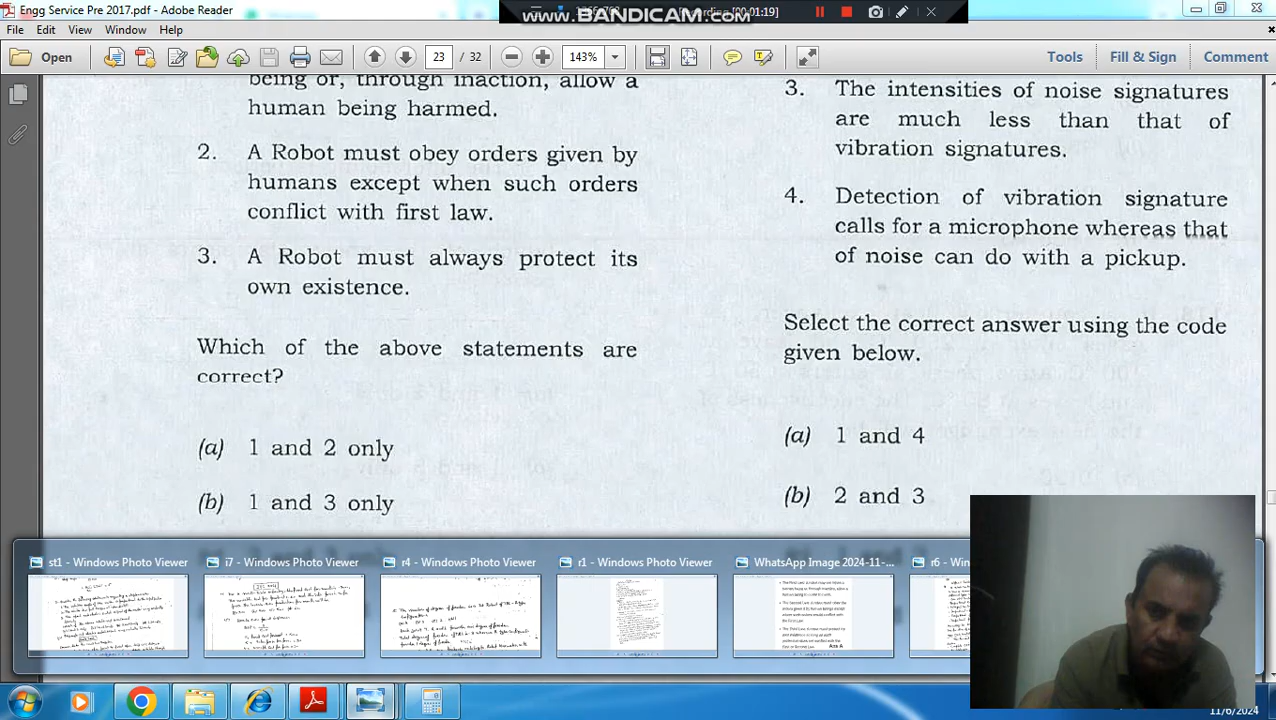 Engg Service Pre 2017.pdf - Adobe Reader
www.BANDICAM.com
00:01:19
File Edit View Window Help
Open 23 / 32 143% Tools Fill & Sign Comment
being or, through inaction, allow a
human being harmed.
2. A Robot must obey orders given by
humans except when such orders
conflict with first law.
3. A Robot must always protect its
own existence.
Which of the above statements are
correct?
(a) 1 and 2 only
(b) 1 and 3 only
3. The intensities of noise signatures
are much less than that of
vibration signatures.
4. Detection of vibration signature
calls for a microphone whereas that
of noise can do with a pickup.
Select the correct answer using the code
given below.
(a) 1 and 4
(b) 2 and 3
st1 - Windows Photo Viewer
i7 - Windows Photo Viewer
r4 - Windows Photo Viewer
r1 - Windows Photo Viewer
WhatsApp Image 2024-11-...
r6 - Windows
11/6/2024